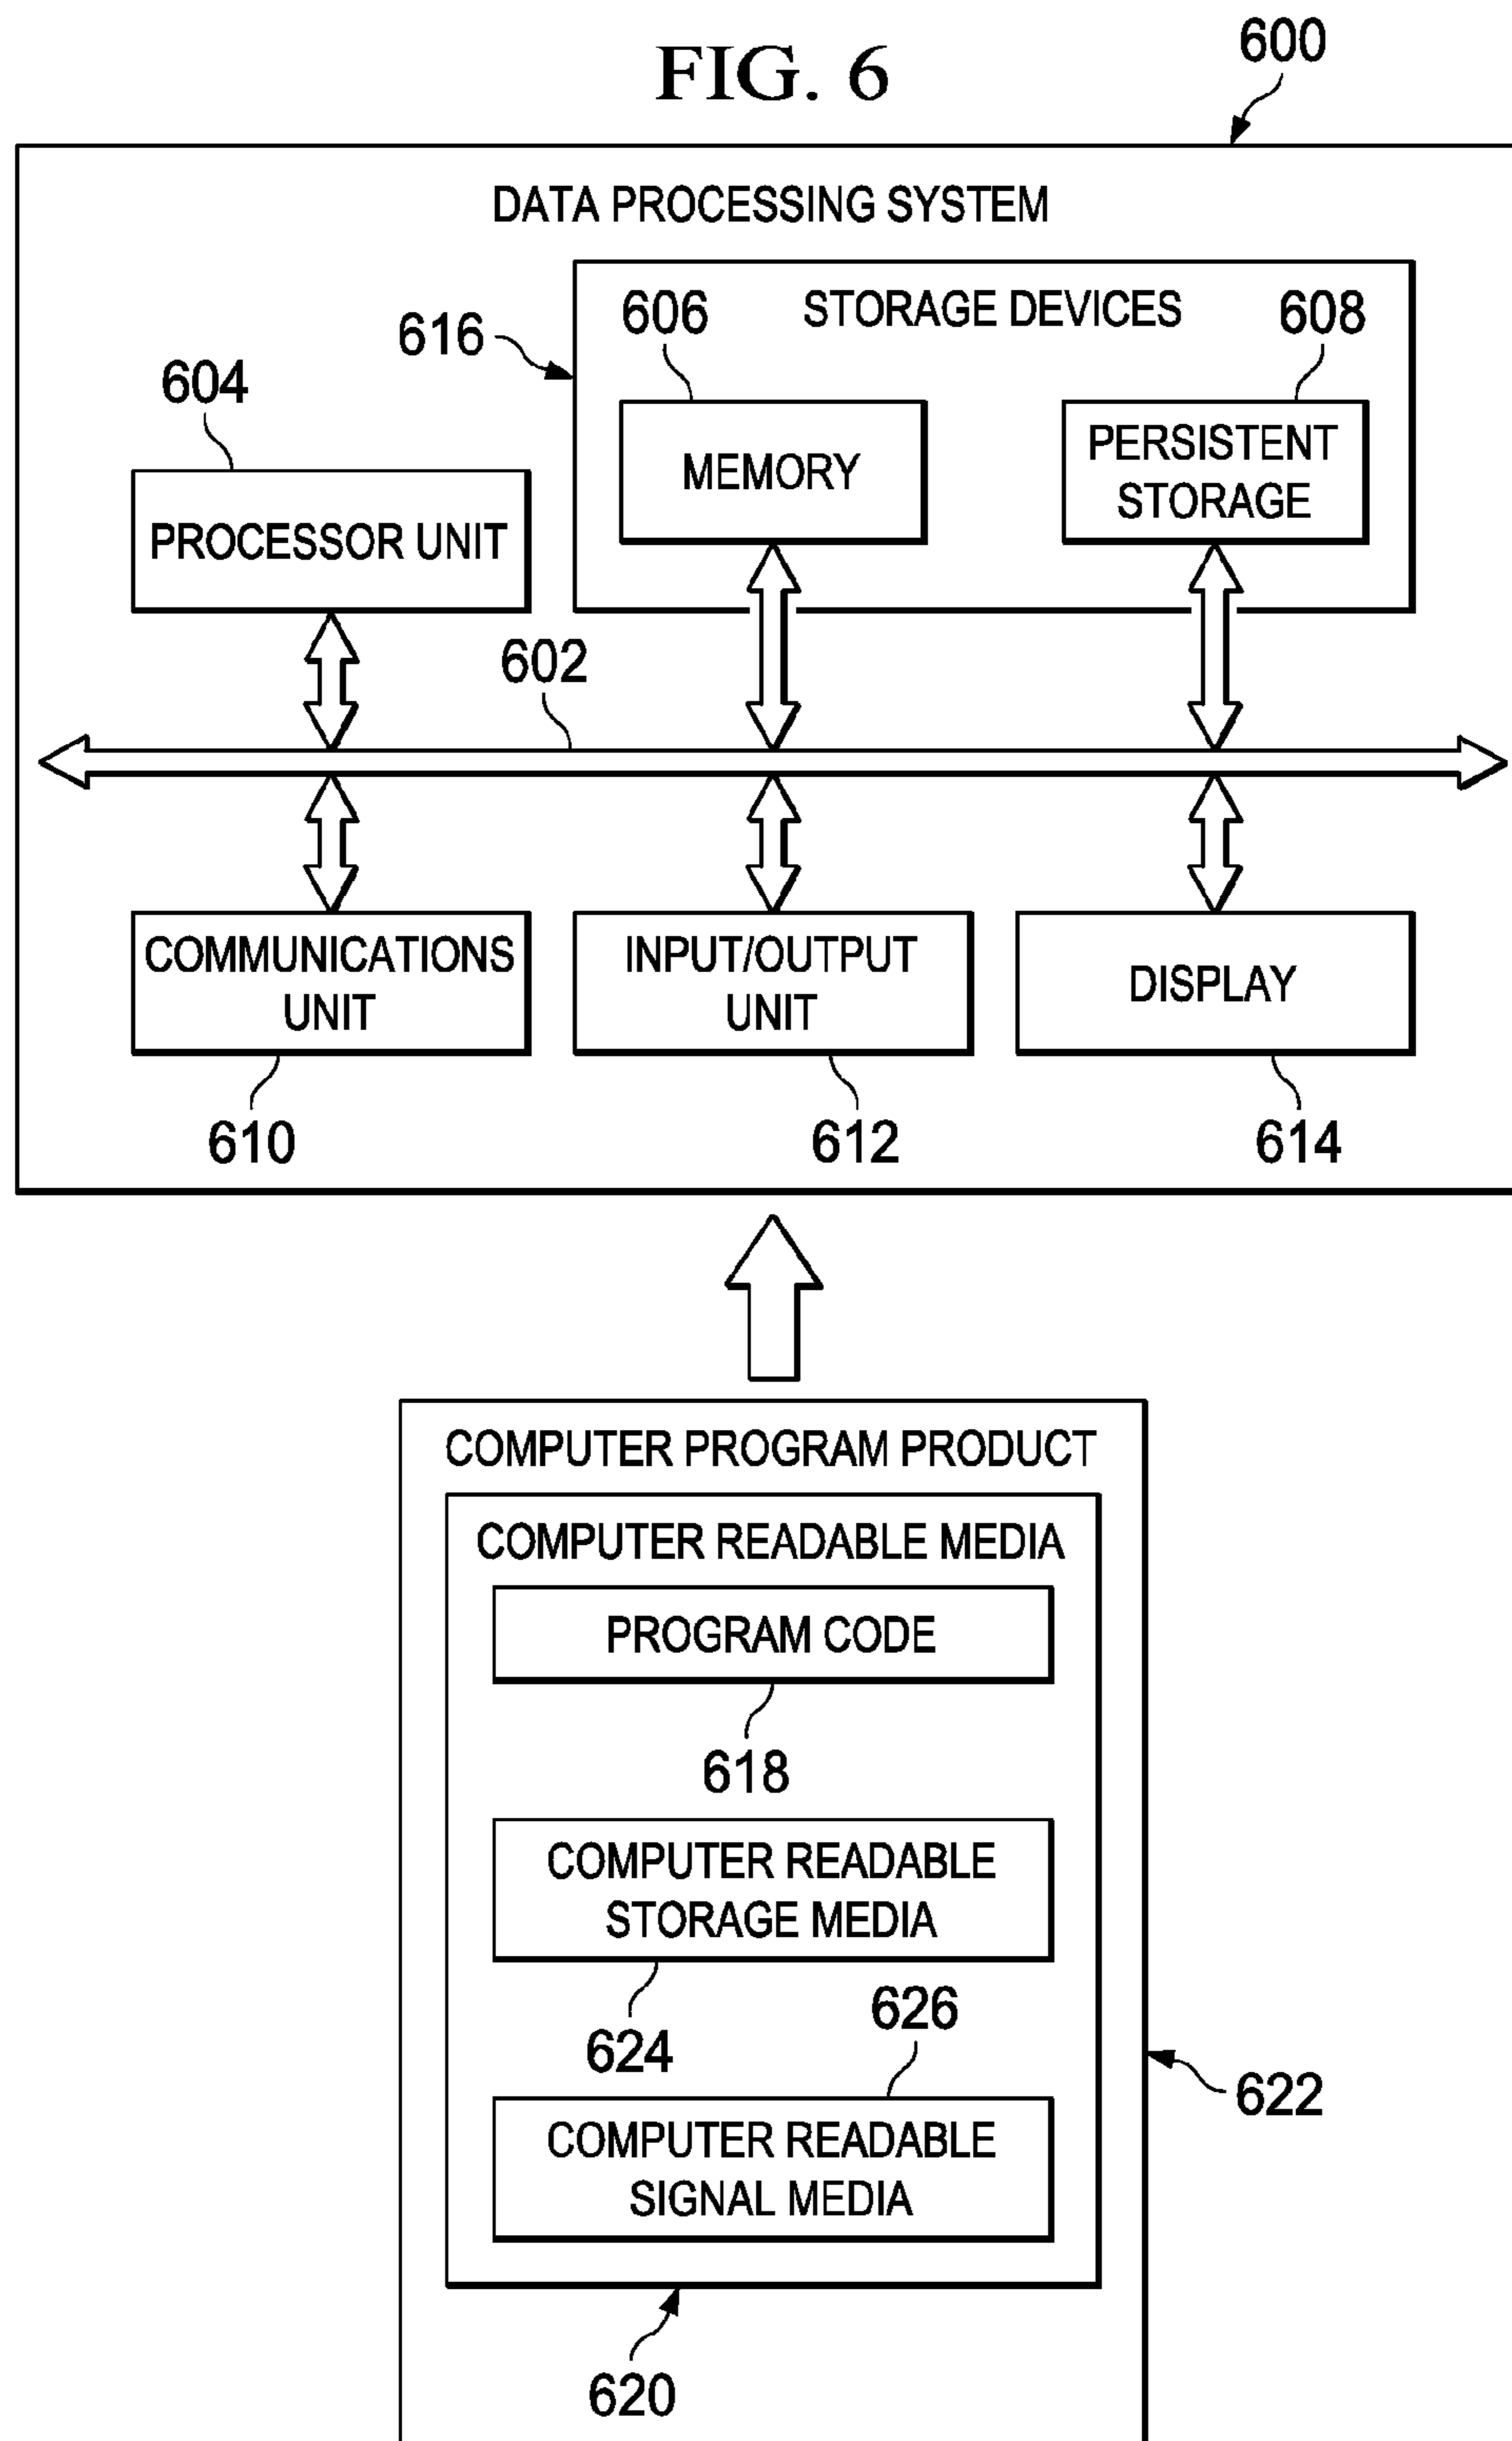 FIG. 6
600
DATA PROCESSING SYSTEM
STORAGE DEVICES
616
606
608
604
MEMORY
PERSISTENT
STORAGE
PROCESSOR UNIT
602
COMMUNICATIONS
UNIT
INPUT/OUTPUT
UNIT
DISPLAY
610
612
614
COMPUTER PROGRAM PRODUCT
COMPUTER READABLE MEDIA
PROGRAM CODE
618
COMPUTER READABLE
STORAGE MEDIA
624
626
COMPUTER READABLE
SIGNAL MEDIA
622
620